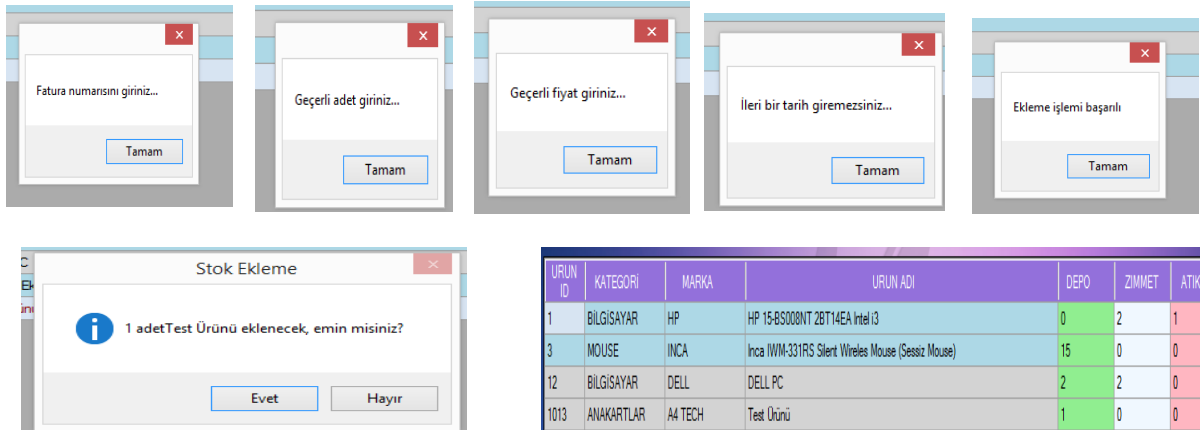 Fatura numarısını giriniz...
Tamam
Geçerli adet giriniz...
Tamam
Geçerli fiyat giriniz...
Tamam
İleri bir tarih giremezsiniz...
Tamam
Ekleme işlemi başarılı
Tamam
Stok Ekleme
1 adetTest Ürünü eklenecek, emin misiniz?
Evet Hayır
URUN ID KATEGORİ MARKA URUN ADI DEPO ZIMMET ATIK
1 BİLGİSAYAR HP HP 15-BS008NT 2BT14EA Intel i3 0 2 1
3 MOUSE INCA Inca IWM-331RS Silent Wireles Mouse (Sessiz Mouse) 15 0 0
12 BİLGİSAYAR DELL DELL PC 2 2 0
1013 ANAKARTLAR A4 TECH Test Ürünü 1 0 0